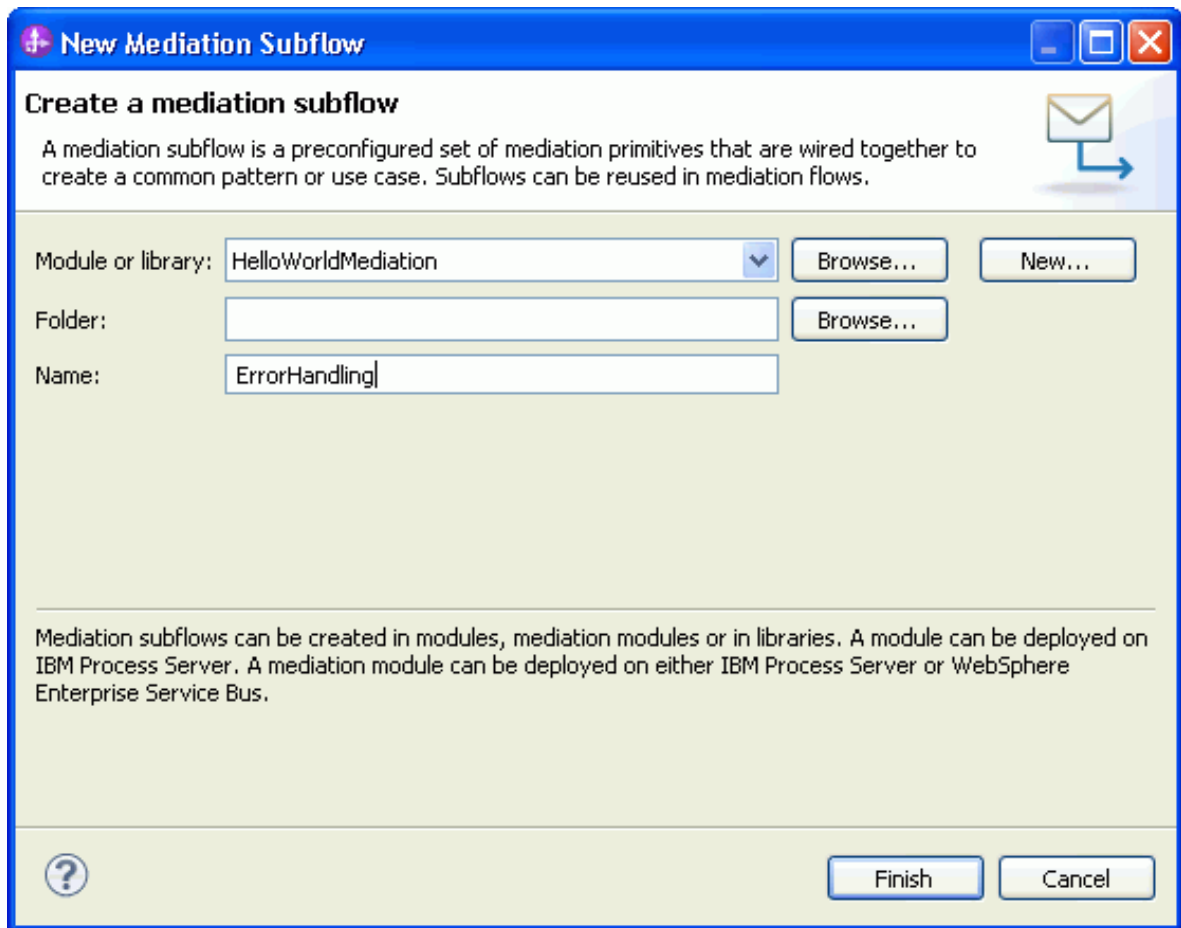 New Mediation Subflow
Create a mediation subflow
A mediation subflow is a preconfigured set of mediation primitives that are wired together to
create a common pattern or use case. Subflows can be reused in mediation flows.
Module or library: HelloWorldMediation Browse... New...
Folder: Browse...
Name: ErrorHandling
Mediation subflows can be created in modules, mediation modules or in libraries. A module can be deployed on
IBM Process Server. A mediation module can be deployed on either IBM Process Server or WebSphere
Enterprise Service Bus.
? Finish Cancel